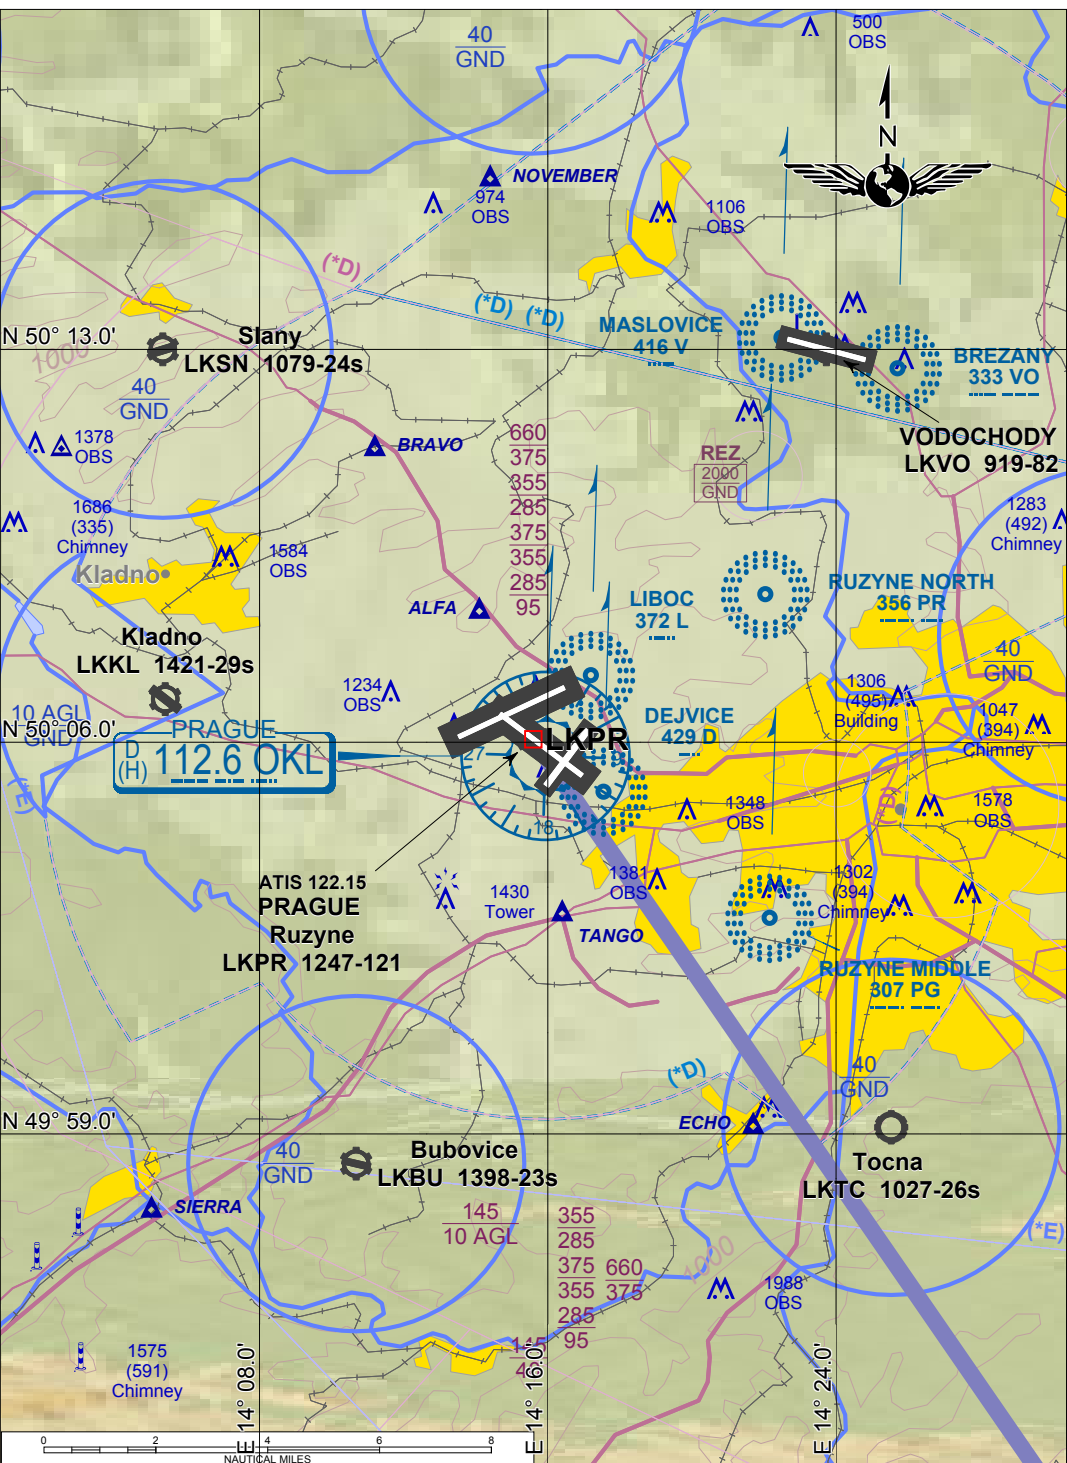 500
OBS
40
GND
N
NOVEMBER
974
OBS
1106
OBS
(*D)
(*D)
(*D)
N 50° 13.0'
1000
Slany
LKSN 1079-24s
40
GND
MASLOVICE
416 V
BREZANY
333 VO
VODOCHODY
LKVO 919-82
1378
OBS
BRAVO
660
375
355
285
375
355
285
95
REZ
2000
GND
1686
(335)
Chimney
1283
(492)
Chimney
1584
OBS
Kladno
ALFA
LIBOC
372 L
RUZYNE NORTH
356 PR
Kladno
LKKL 1421-29s
40
GND
1234
OBS
1306
(495)
Building
1047
(394)
Chimney
10 AGL
GND
N 50° 06.0'
PRAGUE
D
(H)
112.6 OKL
DEJVICE
429 D
LKPR
27
18
(*E)
(*D)
1348
OBS
1578
OBS
1381
OBS
1302
(394)
Chimney
ATIS 122.15
PRAGUE
Ruzyne
LKPR 1247-121
1430
Tower
TANGO
RUZYNE MIDDLE
307 PG
(*D)
40
GND
N 49° 59.0'
ECHO
40
GND
Bubovice
LKBU 1398-23s
Tocna
LKTC 1027-26s
SIERRA
145
10 AGL
355
285
375
355
285
95
660
375
(*E)
1000
1988
OBS
1575
(591)
Chimney
145
E 14° 08.0'
E 14° 16.0'
E 14° 24.0'
0 2 4 6 8
NAUTICAL MILES